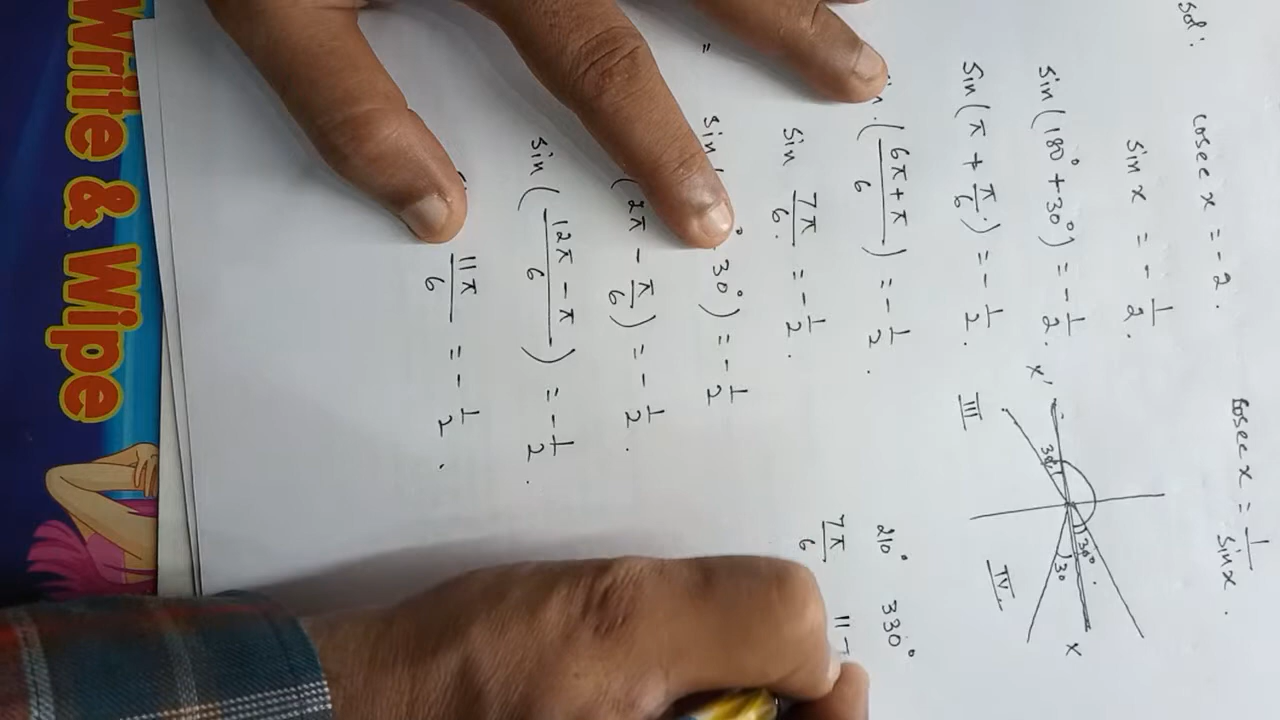 Sol:
cosec x = -2.
cosec x = 1/sin x.
sin x = - 1/2.
sin(180° + 30°) = - 1/2.
sin(π + π/6) = - 1/2.
(6π + π/6) = - 1/2.
sin 7π/6 = - 1/2.
= sin( 30°) = - 1/2
(2π - π/6) = - 1/2.
sin(12π - π/6) = - 1/2.
11π/6 = - 1/2.
X'
30°
30°.
30
X
III
IV
210° 330°
7π/6 11
Write & Wipe